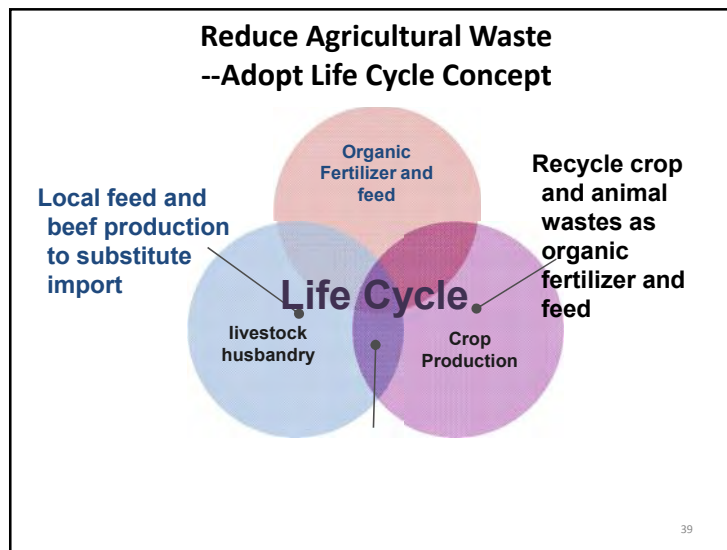 Reduce Agricultural Waste
--Adopt Life Cycle Concept
Organic
Fertilizer and
feed
Local feed and
beef production
to substitute
import
Recycle crop
and animal
wastes as
organic
fertilizer and
feed
Life Cycle
livestock
husbandry
Crop
Production
39